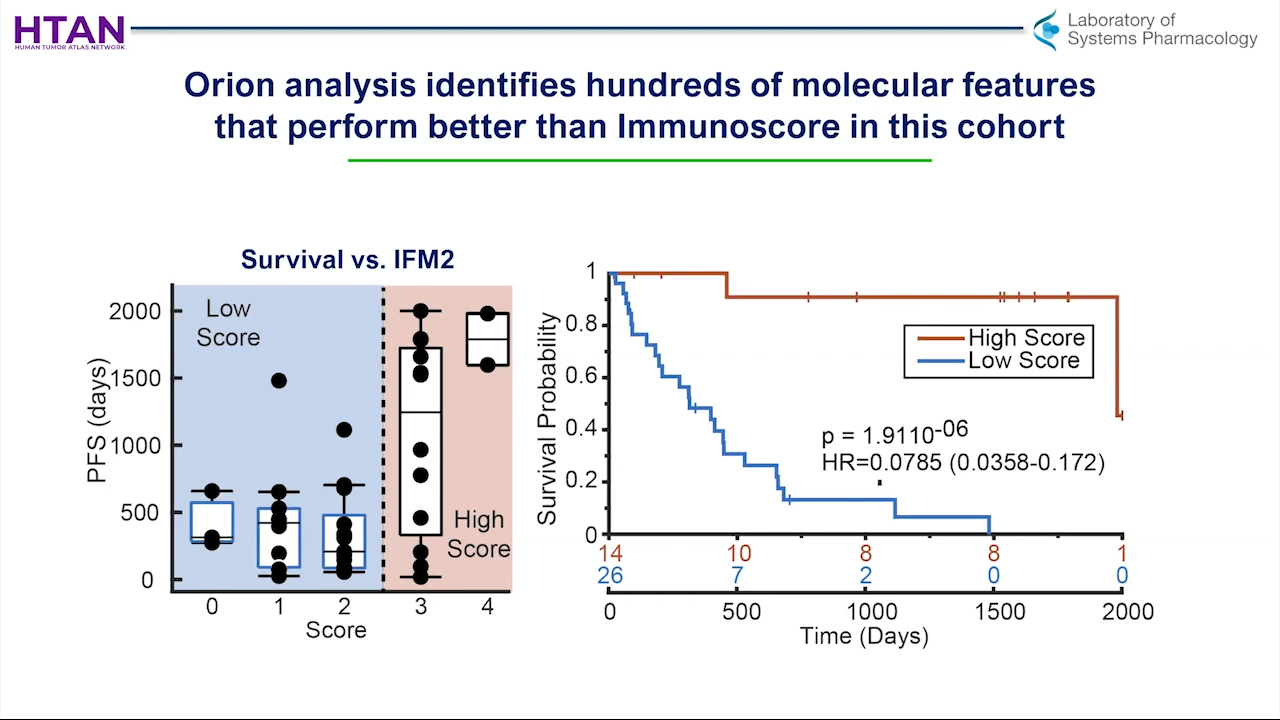 HTAN
HUMAN TUMOR ATLAS NETWORK
Laboratory of
Systems Pharmacology
Orion analysis identifies hundreds of molecular features
that perform better than Immunoscore in this cohort
Survival vs. IFM2
PFS (days)
2000
1500
1000
500
0
Low
Score
High
Score
0 1 2 3 4
Score
Survival Probability
1
0.8
0.6
0.4
0.2
0
High Score
Low Score
p = 1.9110-06
HR=0.0785 (0.0358-0.172)
14 10 8 8 1
26 7 2 0 0
0 500 1000 1500 2000
Time (Days)